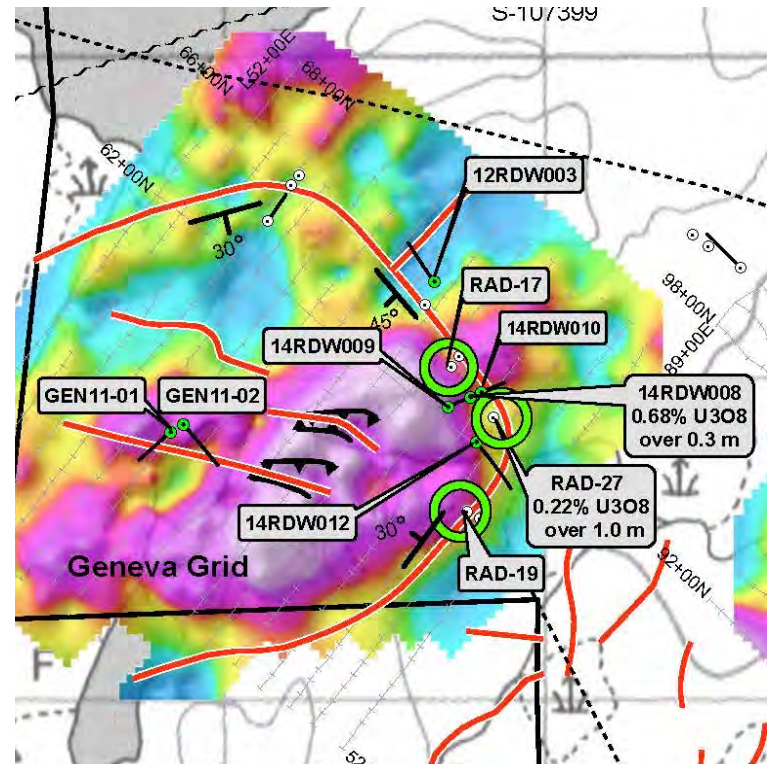 S-107399
66+00N
L52+00E
68+00N
62+00N
12RDW003
30°
RAD-17
45°
98+00N
14RDW010
89+00E
14RDW009
GEN11-01
GEN11-02
14RDW008
0.68% U3O8
over 0.3 m
RAD-27
0.22% U3O8
over 1.0 m
14RDW012
30°
Geneva Grid
RAD-19
92+00N
F